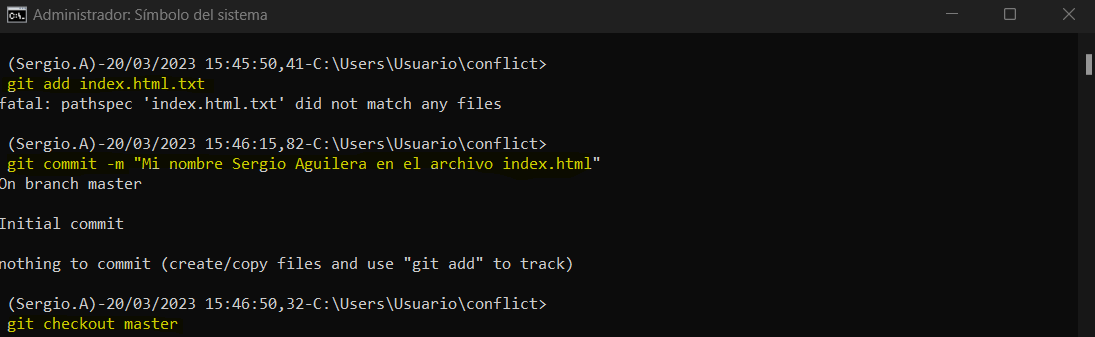 Administrador: Símbolo del sistema
(Sergio.A)-20/03/2023 15:45:50,41-C:\Users\Usuario\conflict>
git add index.html.txt
fatal: pathspec 'index.html.txt' did not match any files
(Sergio.A)-20/03/2023 15:46:15,82-C:\Users\Usuario\conflict>
git commit -m "Mi nombre Sergio Aguilera en el archivo index.html"
On branch master
Initial commit
nothing to commit (create/copy files and use "git add" to track)
(Sergio.A)-20/03/2023 15:46:50,32-C:\Users\Usuario\conflict>
git checkout master